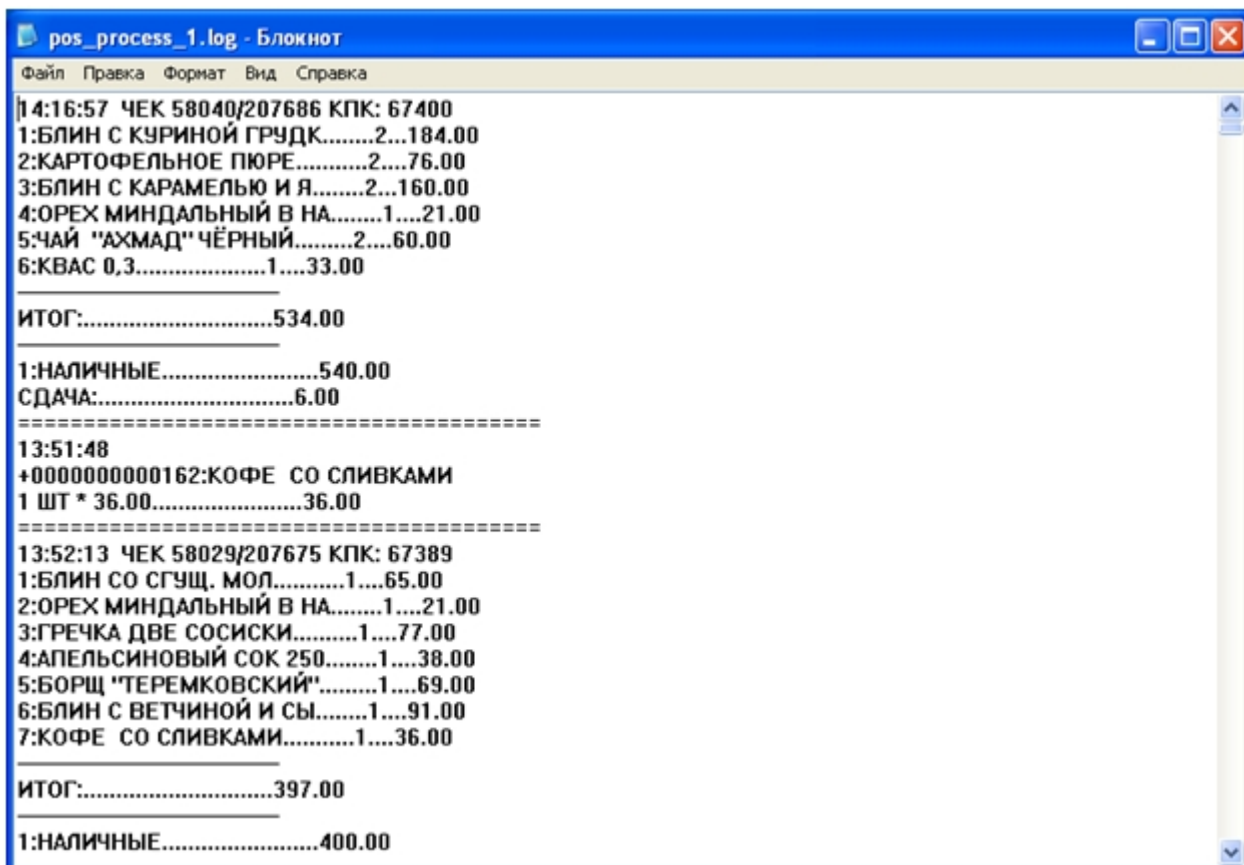 pos_process_1.log - Блокнот
Файл Правка Формат Вид Справка
14:16:57 ЧЕК 58040/207686 КПК: 67400
1:БЛИН С КУРИНОЙ ГРУДК........2...184.00
2:КАРТОФЕЛЬНОЕ ПЮРЕ...........2....76.00
3:БЛИН С КАРАМЕЛЬЮ И Я........2...160.00
4:ОРЕХ МИНДАЛЬНЫЙ В НА........1....21.00
5:ЧАЙ "АХМАД" ЧЁРНЫЙ.........2....60.00
6:КВАС 0,3....................1....33.00
ИТОГ:.............................534.00
1:НАЛИЧНЫЕ........................540.00
СДАЧА:..............................6.00
========================================
13:51:48
+0000000000162:КОФЕ СО СЛИВКАМИ
1 ШТ * 36.00.......................36.00
========================================
13:52:13 ЧЕК 58029/207675 КПК: 67389
1:БЛИН СО СГУЩ. МОЛ...........1....65.00
2:ОРЕХ МИНДАЛЬНЫЙ В НА........1....21.00
3:ГРЕЧКА ДВЕ СОСИСКИ..........1....77.00
4:АПЕЛЬСИНОВЫЙ СОК 250........1....38.00
5:БОРЩ "ТЕРЕМКОВСКИЙ".........1....69.00
6:БЛИН С ВЕТЧИНОЙ И СЫ........1....91.00
7:КОФЕ СО СЛИВКАМИ...........1....36.00
ИТОГ:.............................397.00
1:НАЛИЧНЫЕ........................400.00